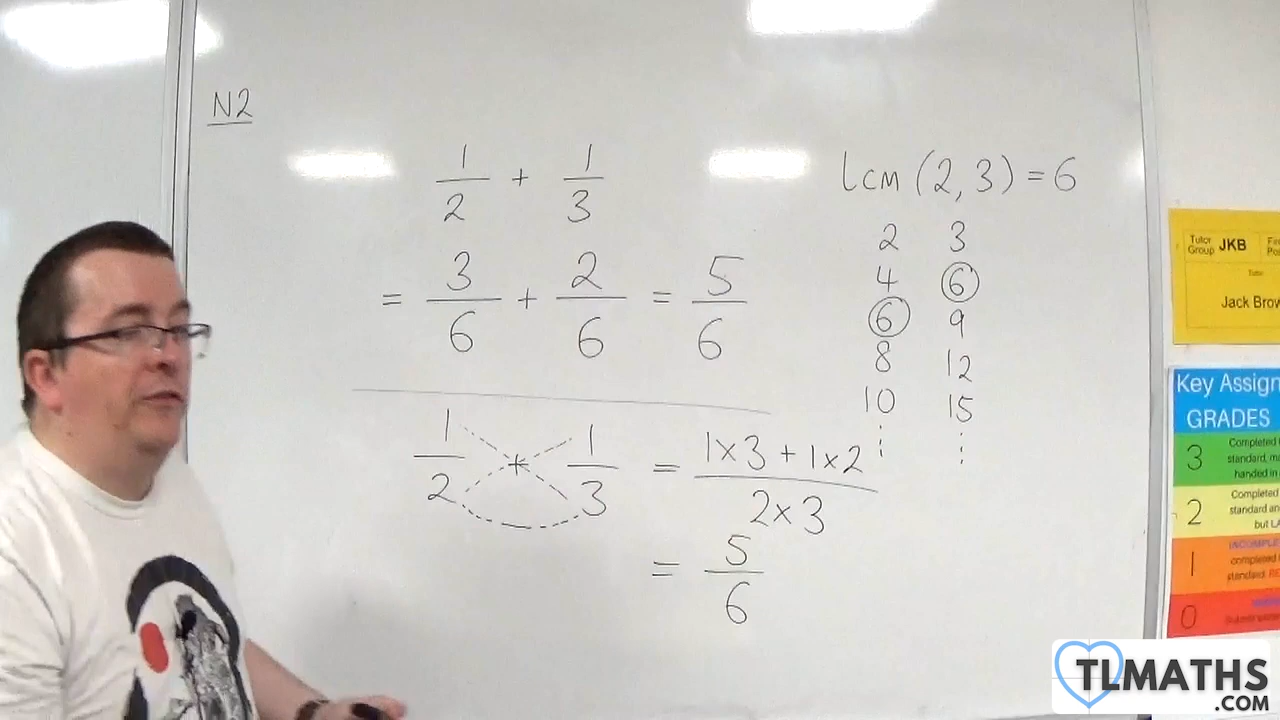 N2
1/2 + 1/3
= 3/6 + 2/6 = 5/6
1/2 + 1/3 = (1×3 + 1×2)/(2×3)
= 5/6
LCM (2, 3) = 6
2 3
4 6
6 9
8 12
10 15
⋮ ⋮
Tutor
Group JKB
Jack Brow
Key Assign
GRADES
3 Completed
standard,
handed in
2 Completed
standard an
but LA
1 INCOMPLE
completed
standard.
0
TLMATHS
.COM